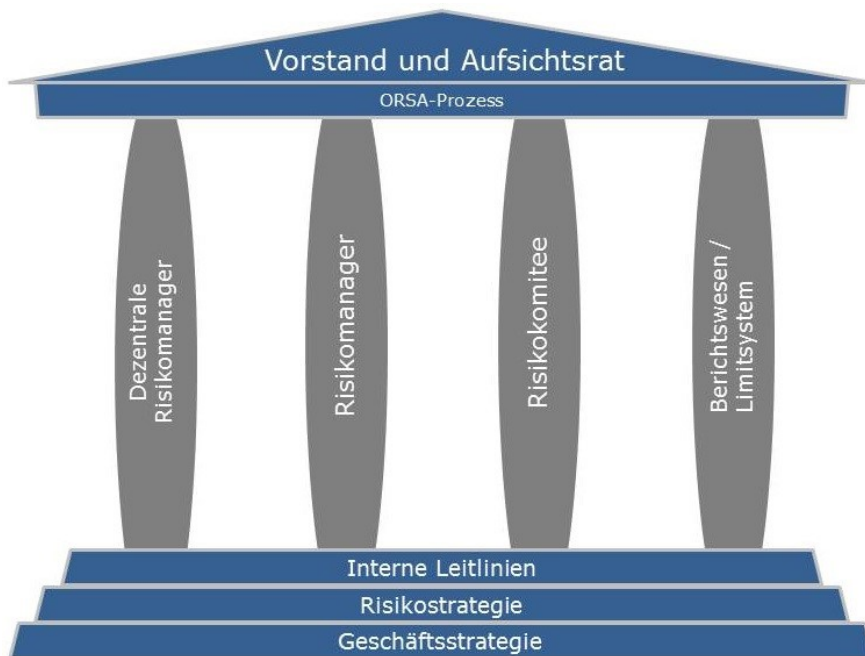 Vorstand und Aufsichtsrat
ORSA-Prozess
Dezentrale
Risikomanager
Risikomanager
Risikokomitee
Berichtswesen /
Limitsystem
Interne Leitlinien
Risikostrategie
Geschäftsstrategie